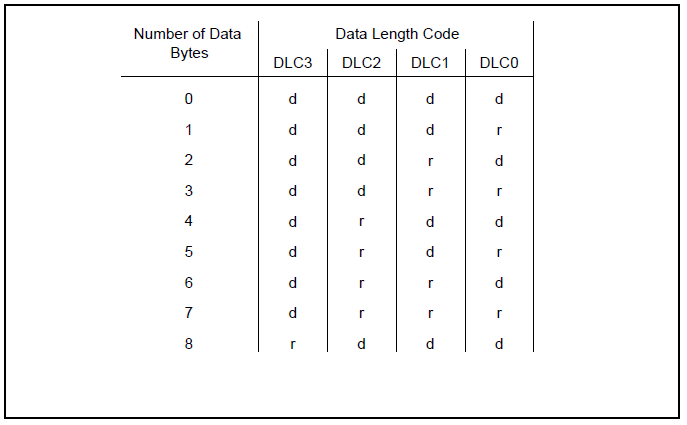 Number of Data Data Length Code
Bytes
DLC3 DLC2 DLC1 DLC0
0 d d d d
1 d d d r
2 d d r d
3 d d r r
4 d r d d
5 d r d r
6 d r r d
7 d r r r
8 r d d d